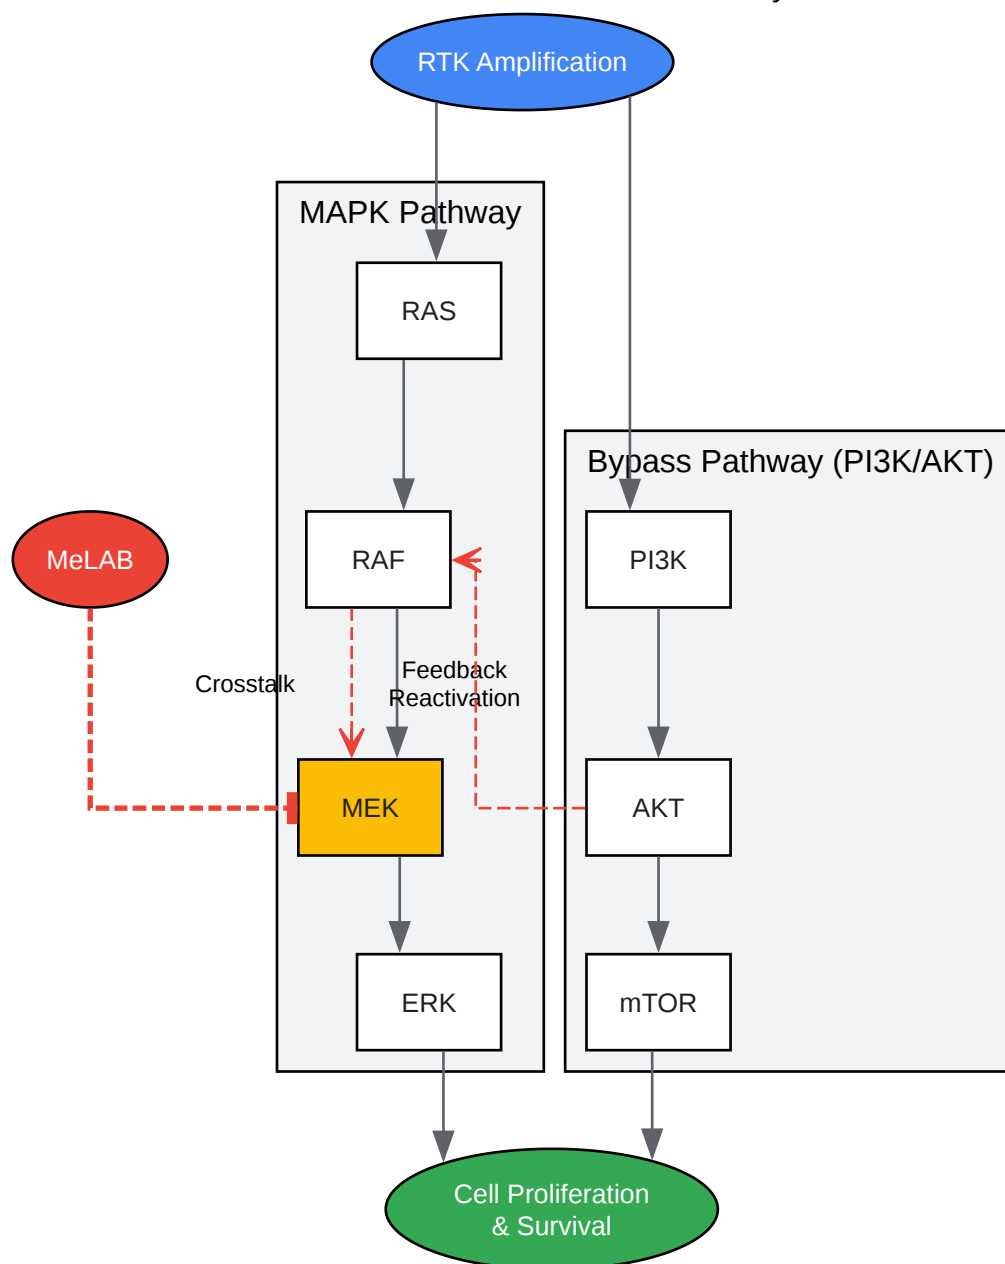 RTK Amplification
MAPK Pathway
RAS
Bypass Pathway (PI3K/AKT)
MeLAB
RAF
PI3K
Crosstalk
Feedback
Reactivation
MEK
AKT
ERK
mTOR
Cell Proliferation
& Survival